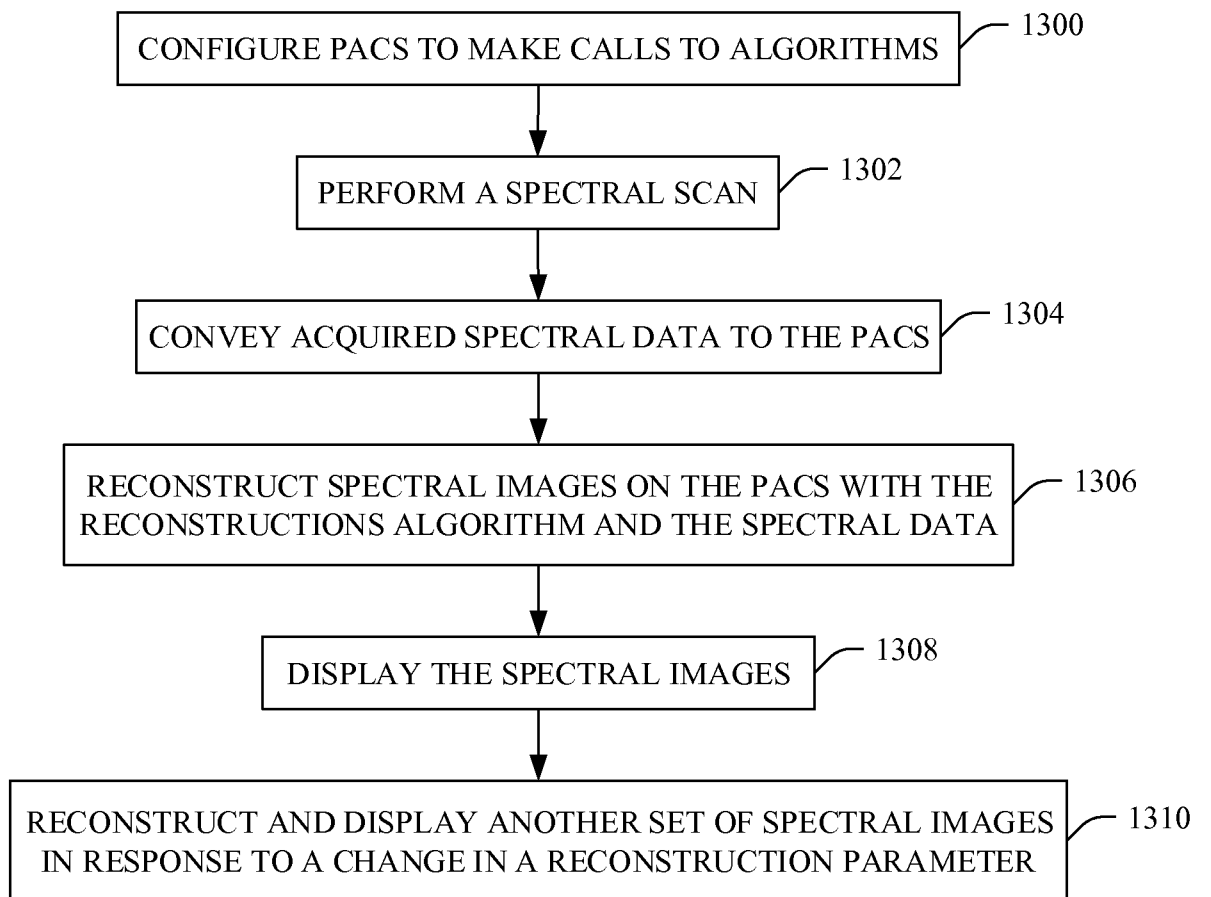 CONFIGURE PACS TO MAKE CALLS TO ALGORITHMS
1300
PERFORM A SPECTRAL SCAN
1302
CONVEY ACQUIRED SPECTRAL DATA TO THE PACS
1304
RECONSTRUCT SPECTRAL IMAGES ON THE PACS WITH THE
RECONSTRUCTIONS ALGORITHM AND THE SPECTRAL DATA
1306
DISPLAY THE SPECTRAL IMAGES
1308
RECONSTRUCT AND DISPLAY ANOTHER SET OF SPECTRAL IMAGES
IN RESPONSE TO A CHANGE IN A RECONSTRUCTION PARAMETER
1310